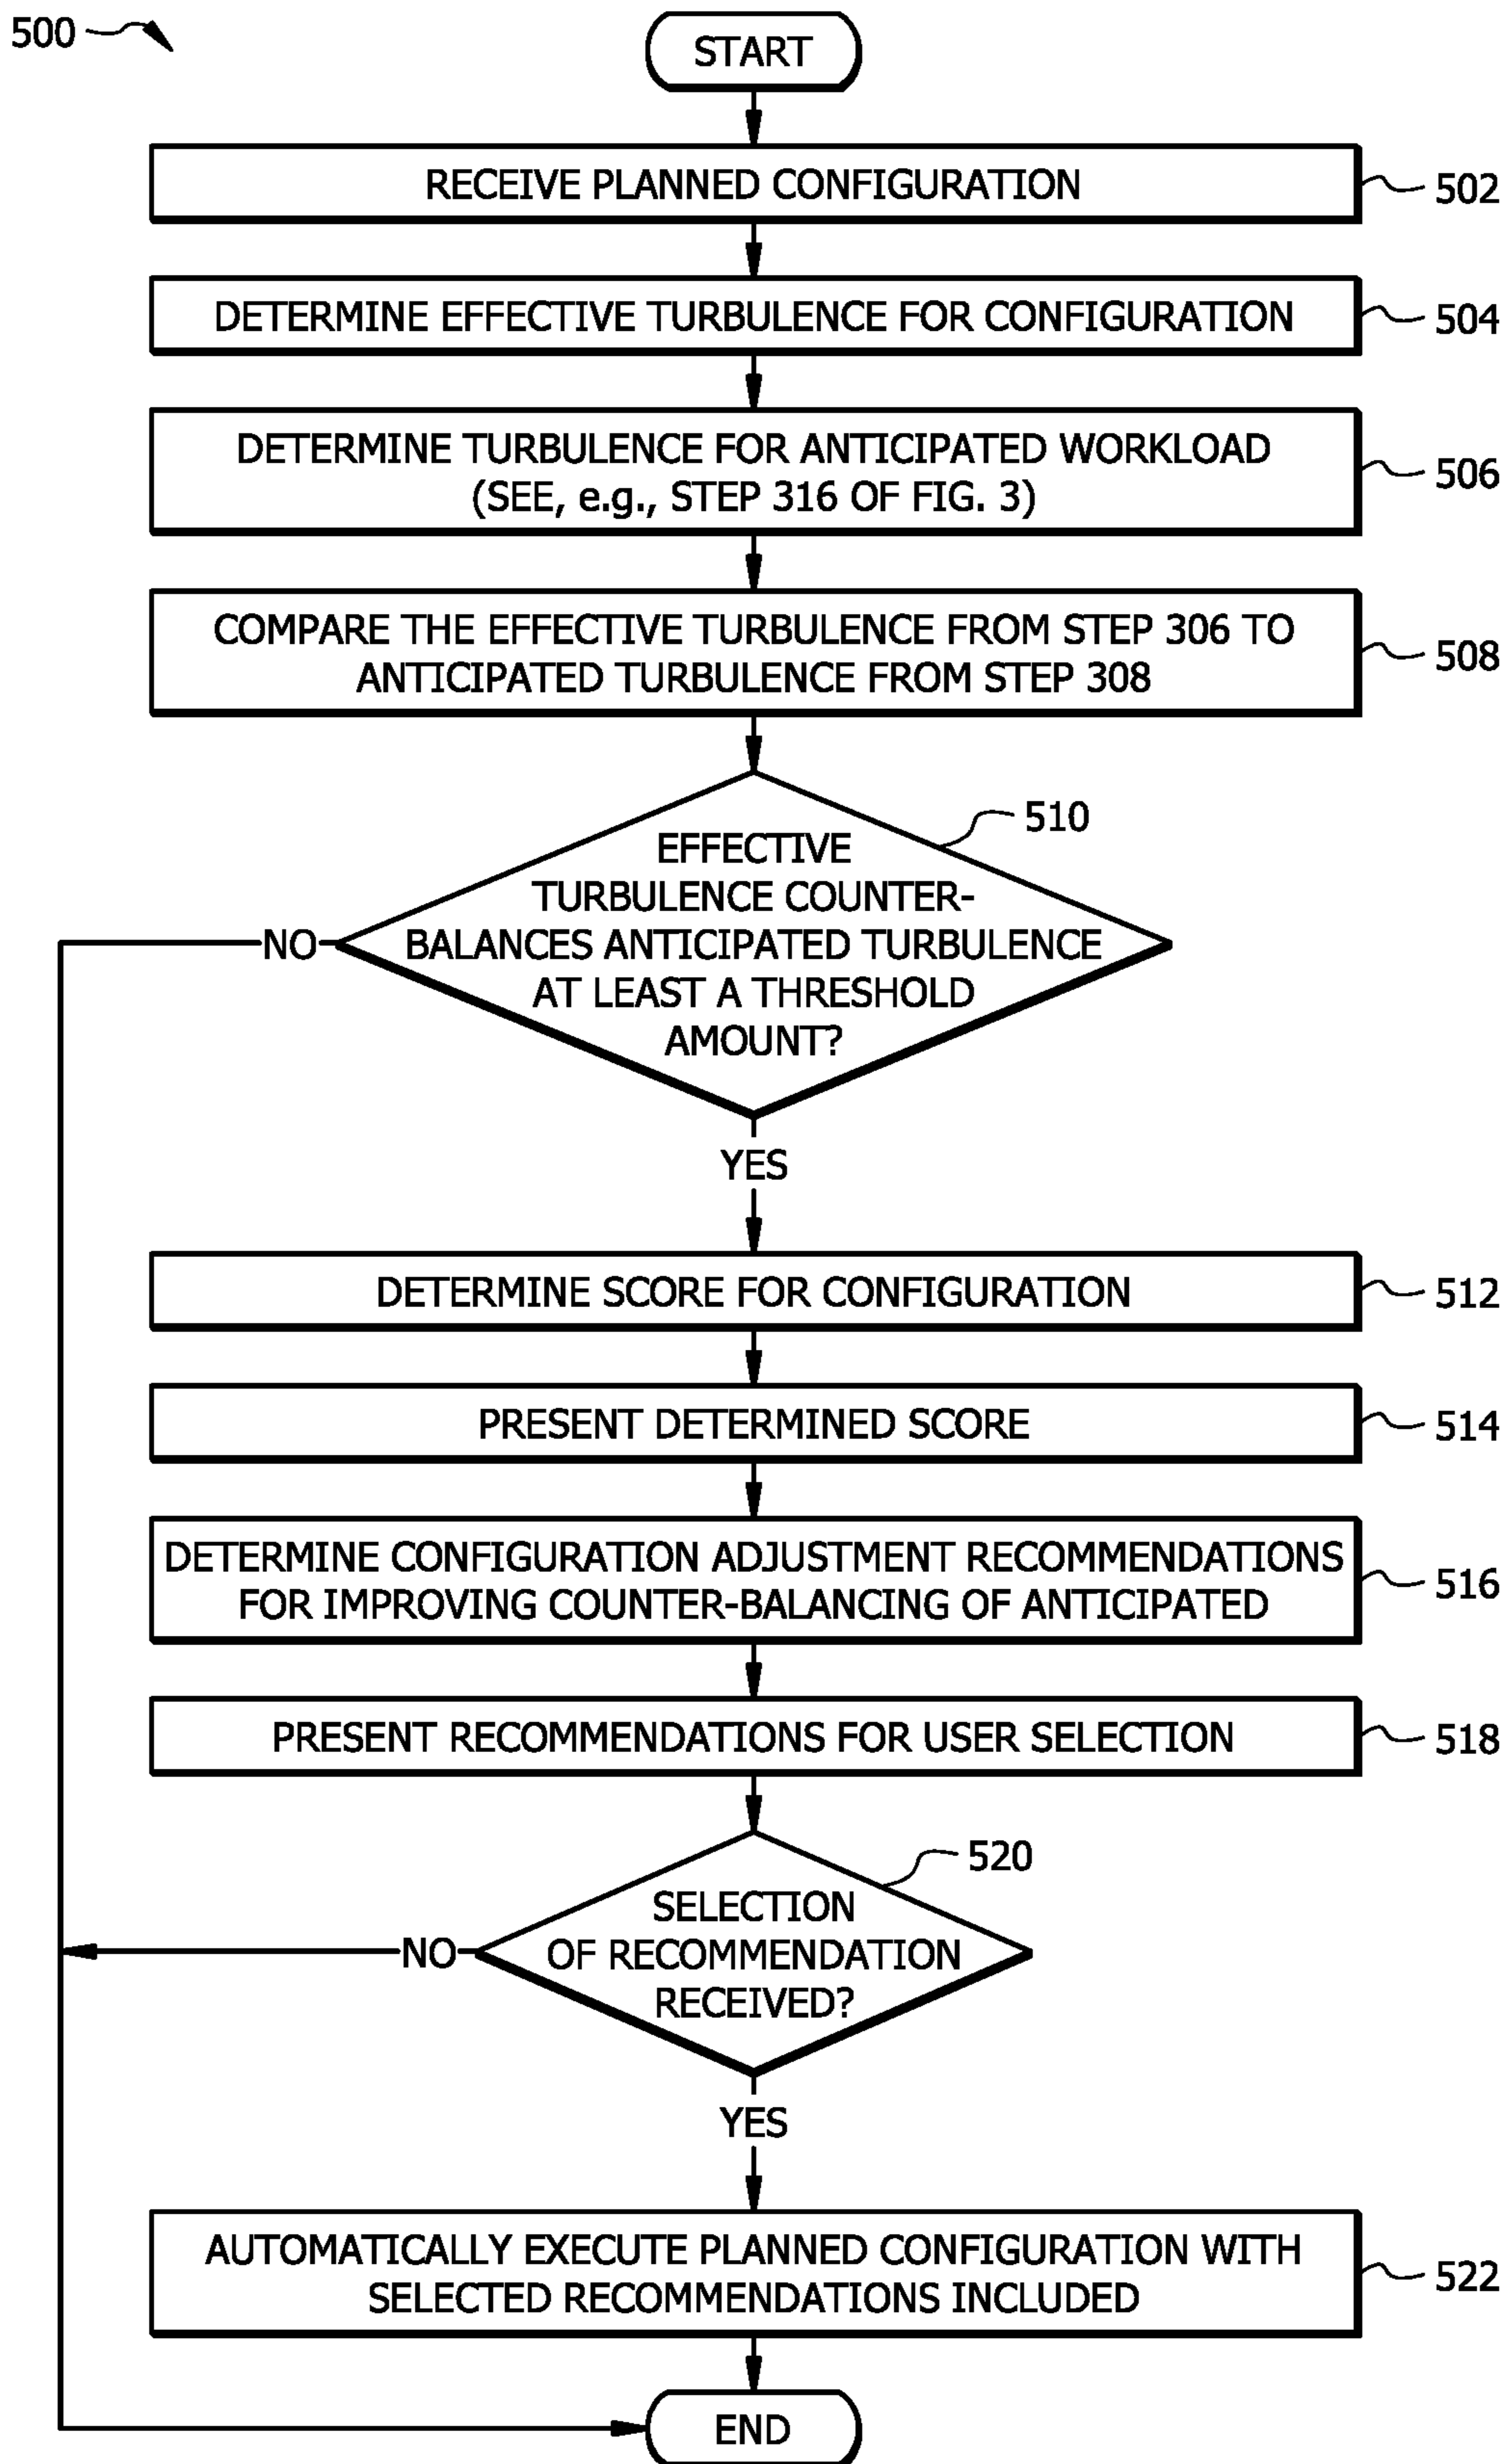 500
START
RECEIVE PLANNED CONFIGURATION
502
DETERMINE EFFECTIVE TURBULENCE FOR CONFIGURATION
504
DETERMINE TURBULENCE FOR ANTICIPATED WORKLOAD
(SEE, e.g., STEP 316 OF FIG. 3)
506
COMPARE THE EFFECTIVE TURBULENCE FROM STEP 306 TO
ANTICIPATED TURBULENCE FROM STEP 308
508
510
EFFECTIVE
TURBULENCE COUNTER-
BALANCES ANTICIPATED TURBULENCE
AT LEAST A THRESHOLD
AMOUNT?
NO
YES
DETERMINE SCORE FOR CONFIGURATION
512
PRESENT DETERMINED SCORE
514
DETERMINE CONFIGURATION ADJUSTMENT RECOMMENDATIONS
FOR IMPROVING COUNTER-BALANCING OF ANTICIPATED
516
PRESENT RECOMMENDATIONS FOR USER SELECTION
518
520
SELECTION
OF RECOMMENDATION
RECEIVED?
NO
YES
AUTOMATICALLY EXECUTE PLANNED CONFIGURATION WITH
SELECTED RECOMMENDATIONS INCLUDED
522
END